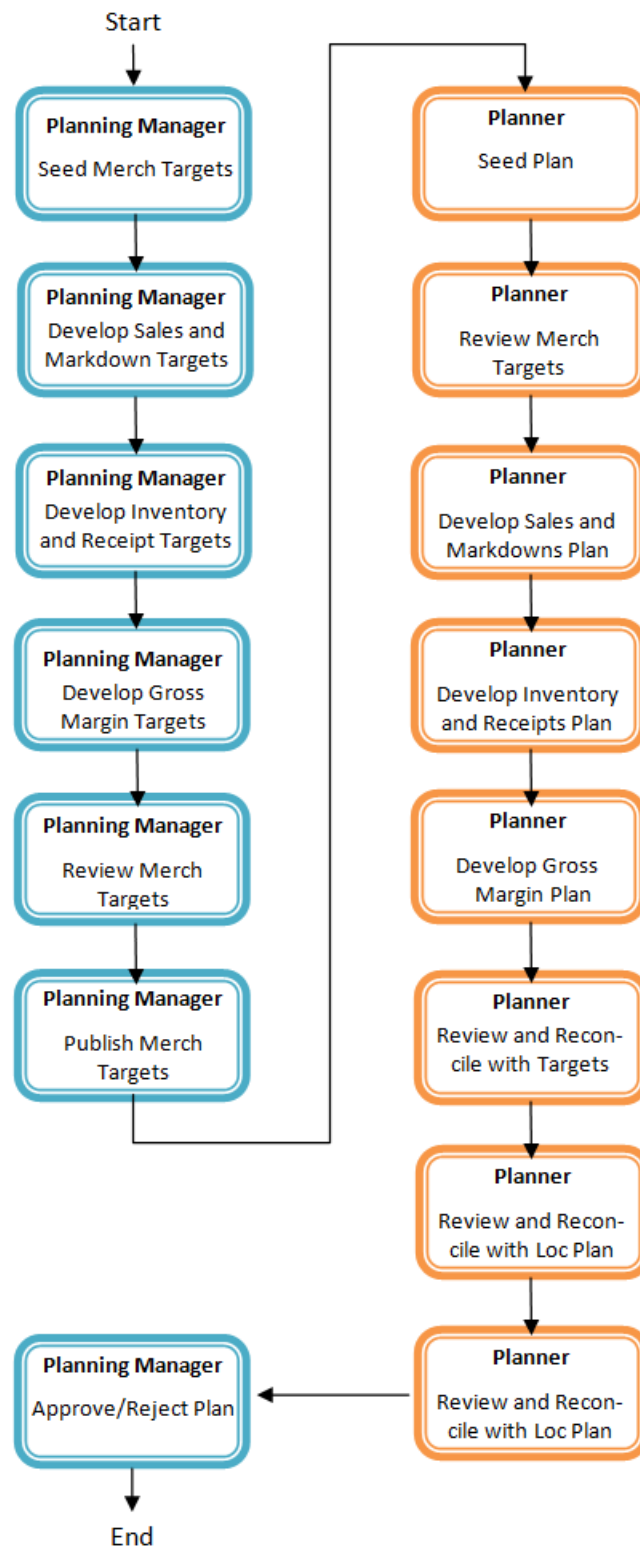 Start
Planning Manager
Seed Merch Targets
Planning Manager
Develop Sales and
Markdown Targets
Planning Manager
Develop Inventory
and Receipt Targets
Planning Manager
Develop Gross
Margin Targets
Planning Manager
Review Merch
Targets
Planning Manager
Publish Merch
Targets
Planner
Seed Plan
Planner
Review Merch
Targets
Planner
Develop Sales and
Markdowns Plan
Planner
Develop Inventory
and Receipts Plan
Planner
Develop Gross
Margin Plan
Planner
Review and Recon-
cile with Targets
Planner
Review and Recon-
cile with Loc Plan
Planner
Review and Recon-
cile with Loc Plan
Planning Manager
Approve/Reject Plan
End